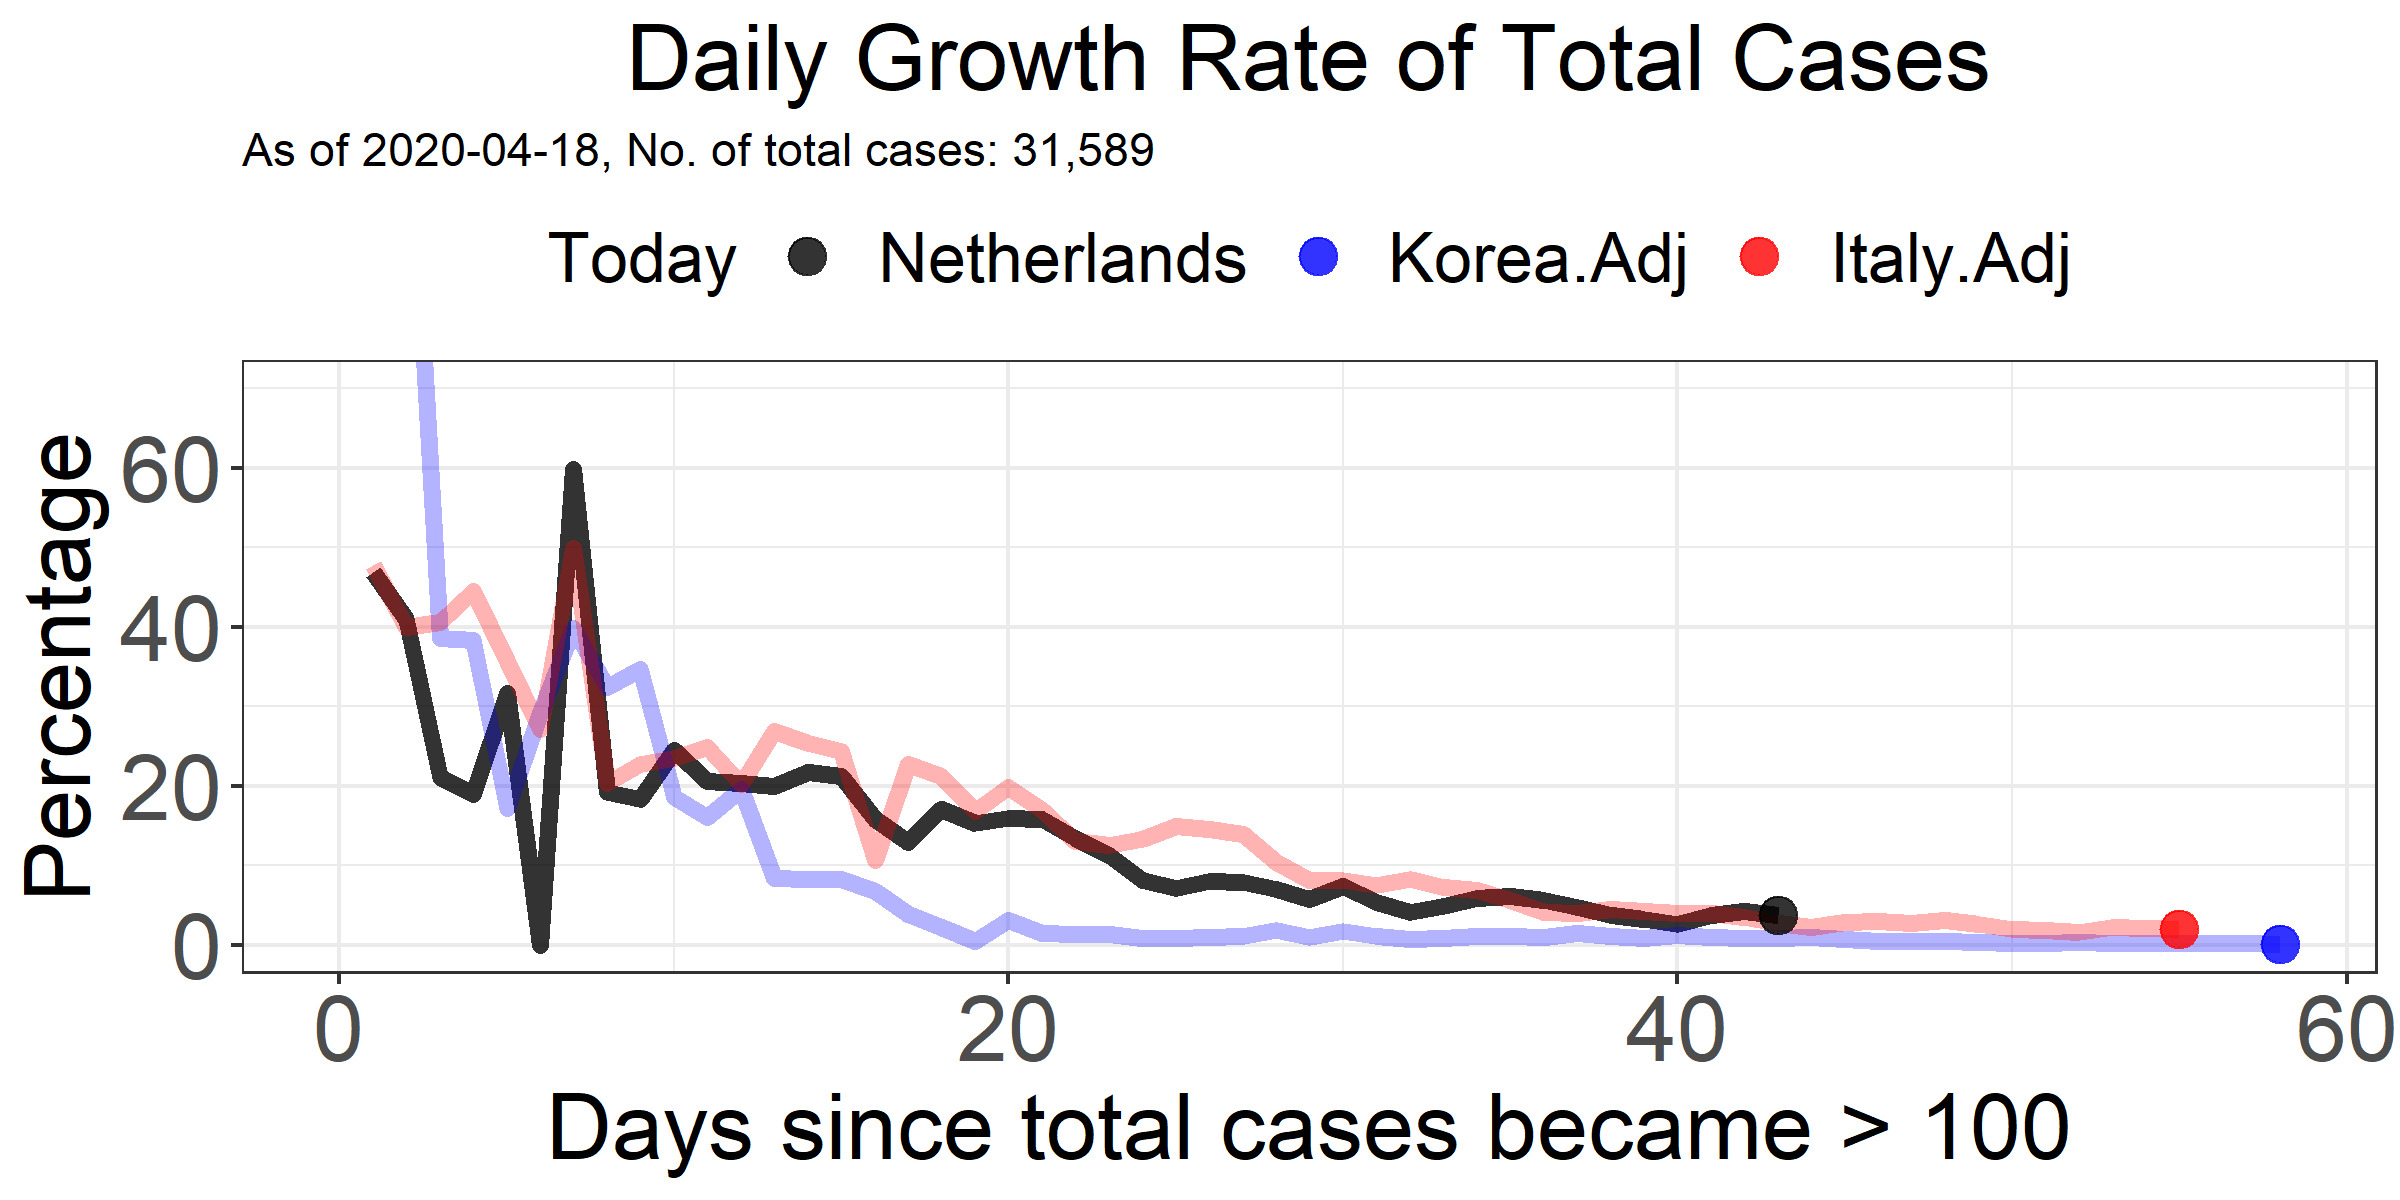 Daily Growth Rate of Total Cases
As of 2020-04-18, No. of total cases: 31,589
Today Netherlands Korea.Adj Italy.Adj
Percentage
60
40
20
0
0 20 40 60
Days since total cases became > 100